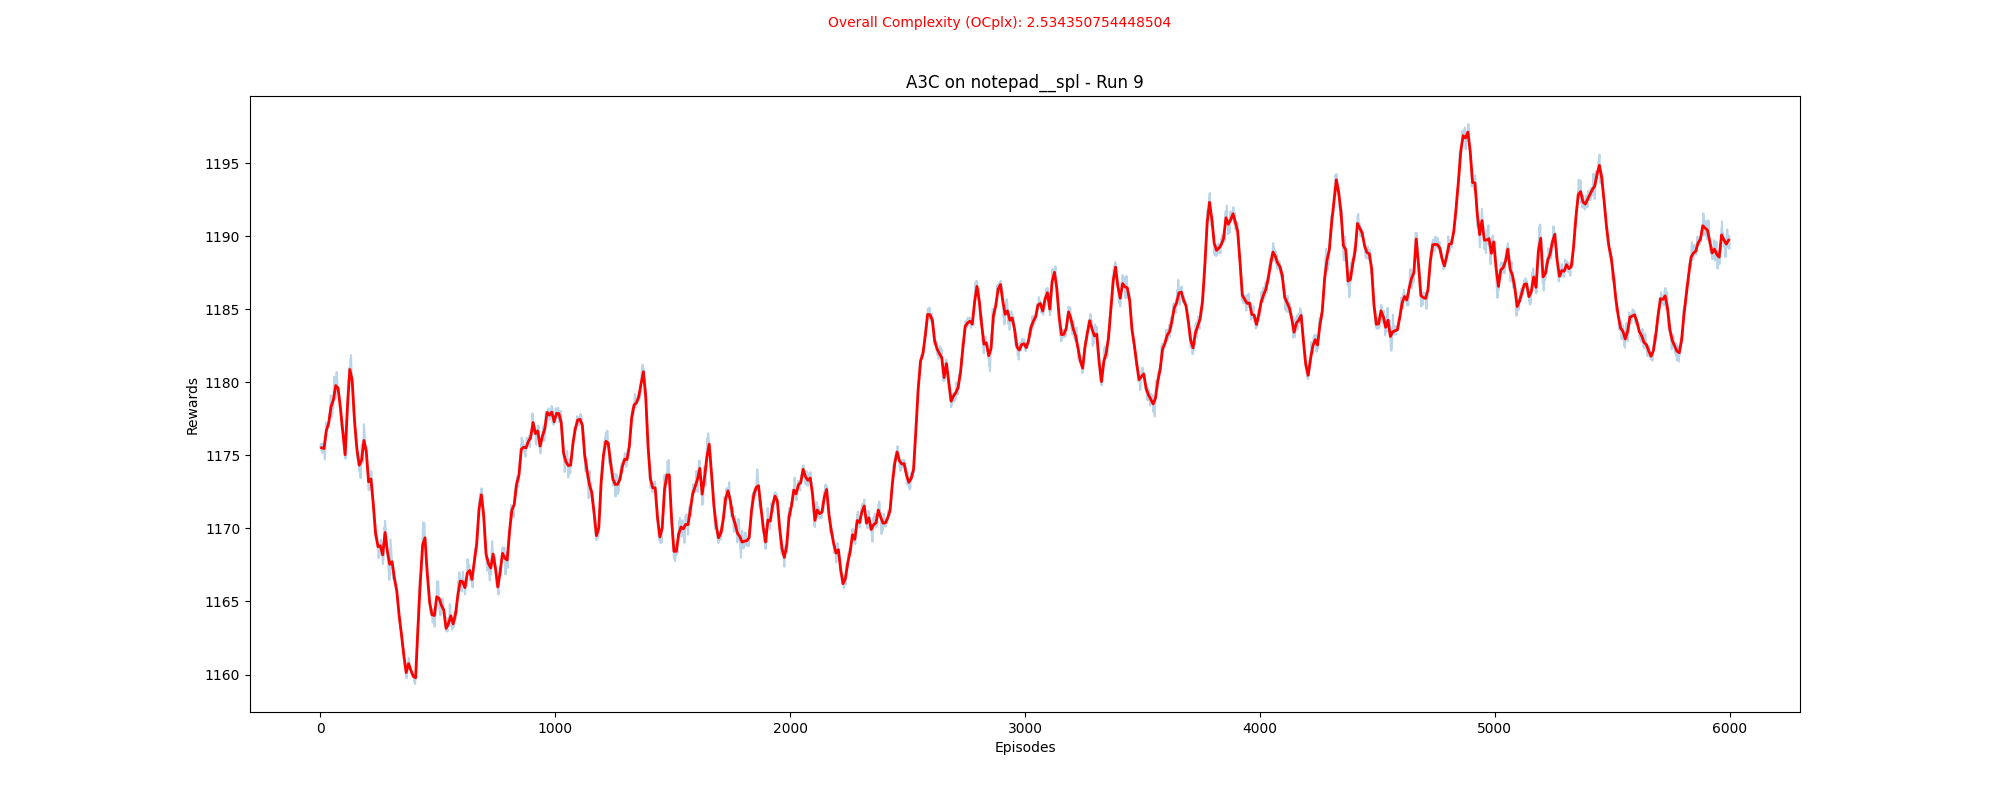 Overall Complexity (OCplx): 2.534350754448504
A3C on notepad__spl - Run 9
Rewards
1195
1190
1185
1180
1175
1170
1165
1160
0 1000 2000 3000 4000 5000 6000
Episodes